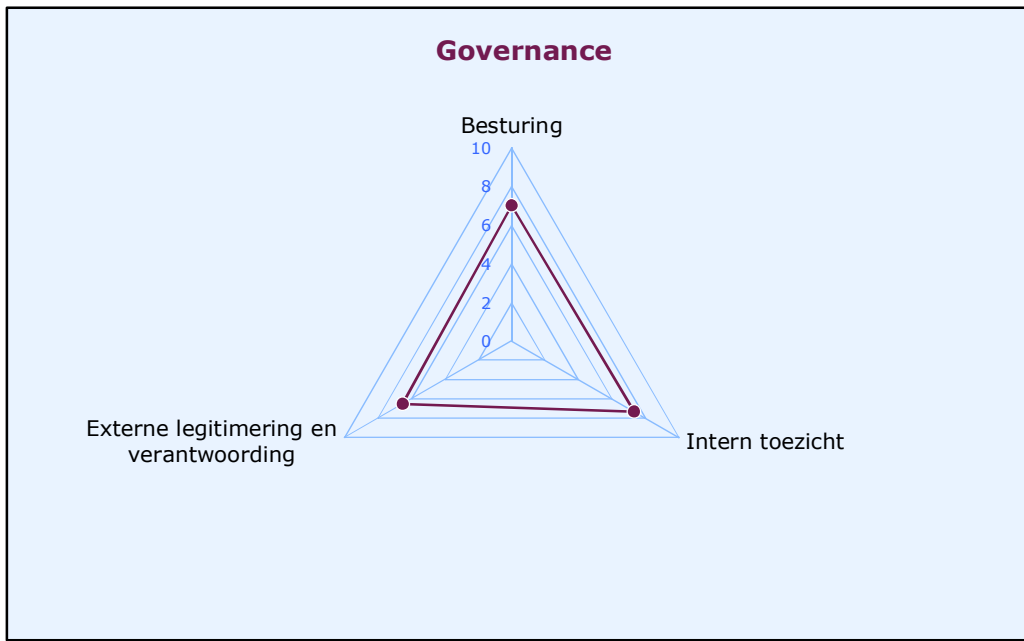 Governance
Besturing
10
8
6
4
2
0
Externe legitimering en
verantwoording
Intern toezicht